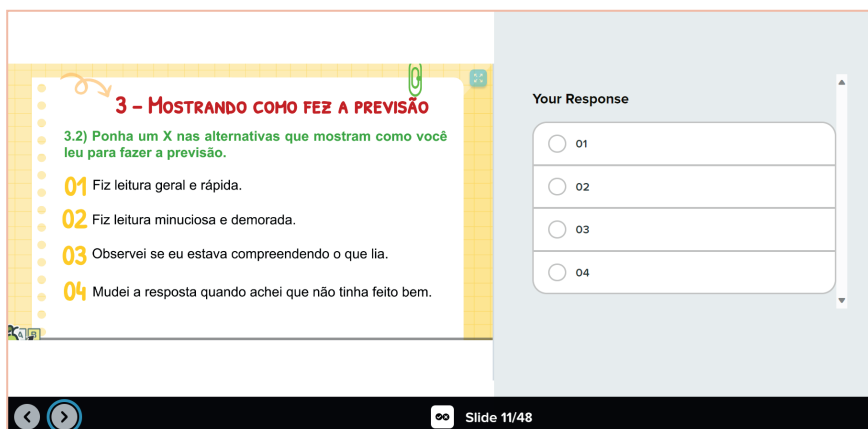 3 - MOSTRANDO COMO FEZ A PREVISÃO
3.2) Ponha um X nas alternativas que mostram como você
leu para fazer a previsão.
01 Fiz leitura geral e rápida.
02 Fiz leitura minuciosa e demorada.
03 Observei se eu estava compreendendo o que lia.
04 Mudei a resposta quando achei que não tinha feito bem.
Your Response
01
02
03
04
Slide 11/48